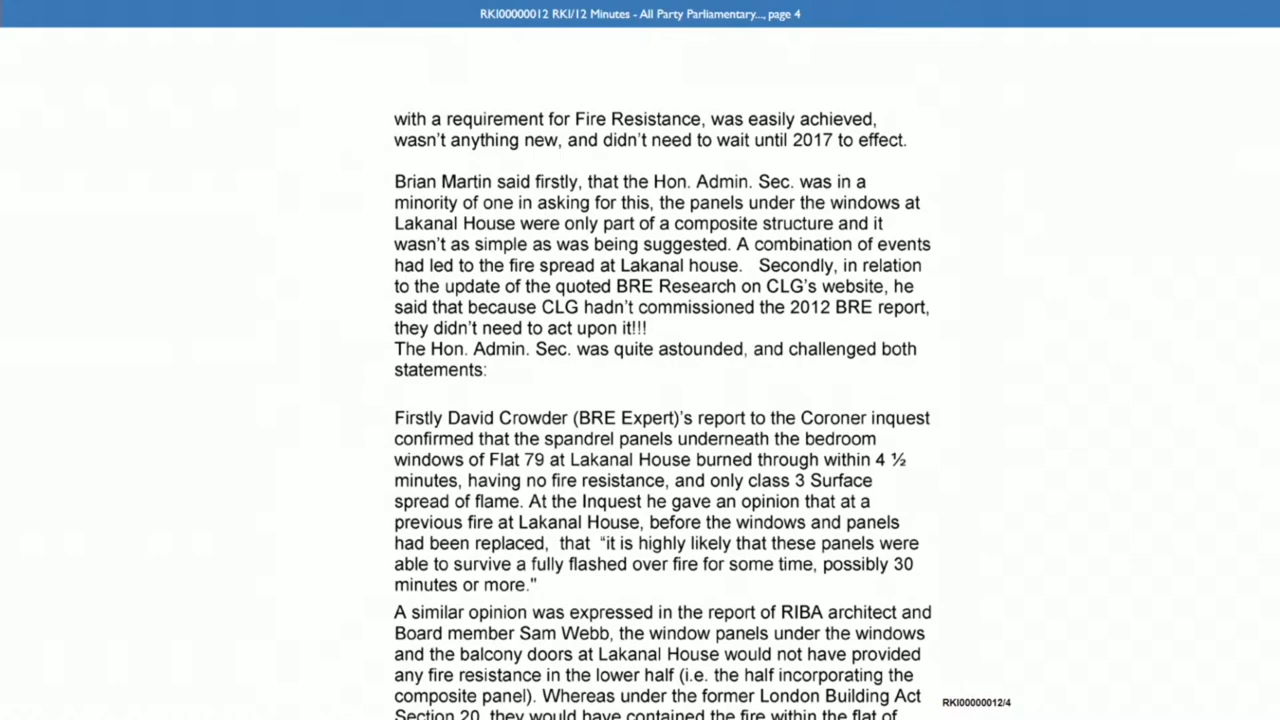 RKI00000012 RKI/12 Minutes - All Party Parliamentary..., page 4
with a requirement for Fire Resistance, was easily achieved,
wasn't anything new, and didn't need to wait until 2017 to effect.
Brian Martin said firstly, that the Hon. Admin. Sec. was in a
minority of one in asking for this, the panels under the windows at
Lakanal House were only part of a composite structure and it
wasn't as simple as was being suggested. A combination of events
had led to the fire spread at Lakanal house.   Secondly, in relation
to the update of the quoted BRE Research on CLG's website, he
said that because CLG hadn't commissioned the 2012 BRE report,
they didn't need to act upon it!!!
The Hon. Admin. Sec. was quite astounded, and challenged both
statements:
Firstly David Crowder (BRE Expert)'s report to the Coroner inquest
confirmed that the spandrel panels underneath the bedroom
windows of Flat 79 at Lakanal House burned through within 4 ½
minutes, having no fire resistance, and only class 3 Surface
spread of flame. At the Inquest he gave an opinion that at a
previous fire at Lakanal House, before the windows and panels
had been replaced,  that  “it is highly likely that these panels were
able to survive a fully flashed over fire for some time, possibly 30
minutes or more."
A similar opinion was expressed in the report of RIBA architect and
Board member Sam Webb, the window panels under the windows
and the balcony doors at Lakanal House would not have provided
any fire resistance in the lower half (i.e. the half incorporating the
composite panel). Whereas under the former London Building Act
Section 20, they would have contained the fire within the flat of
RKI00000012/4